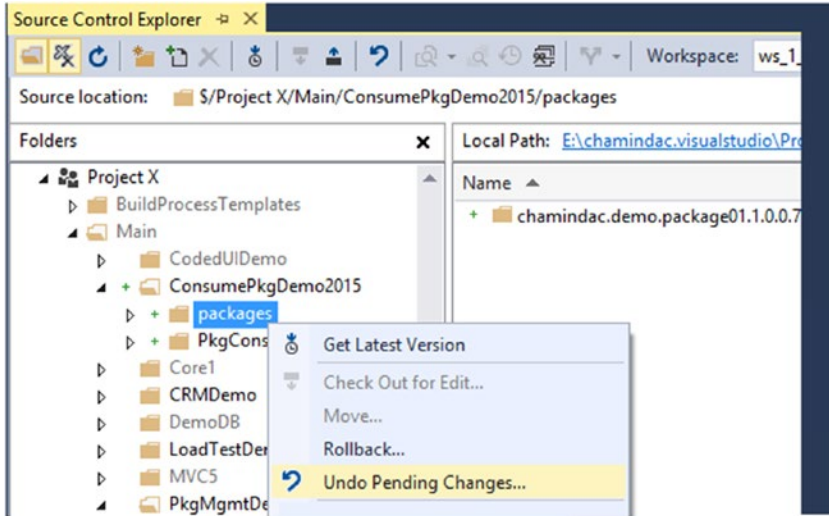 Source Control Explorer
Workspace: ws_1_
Source location: $/Project X/Main/ConsumePkgDemo2015/packages
Folders
Local Path: E:\chamindac.visualstudio\Pro
Name
Project X
BuildProcessTemplates
chamindac.demo.package01.1.0.0.7
Main
CodedUIDemo
ConsumePkgDemo2015
packages
PkgCons
Get Latest Version
Core1
Check Out for Edit...
CRMDemo
Move...
DemoDB
Rollback...
LoadTestDer
MVC5
Undo Pending Changes...
PkgMgmtDe